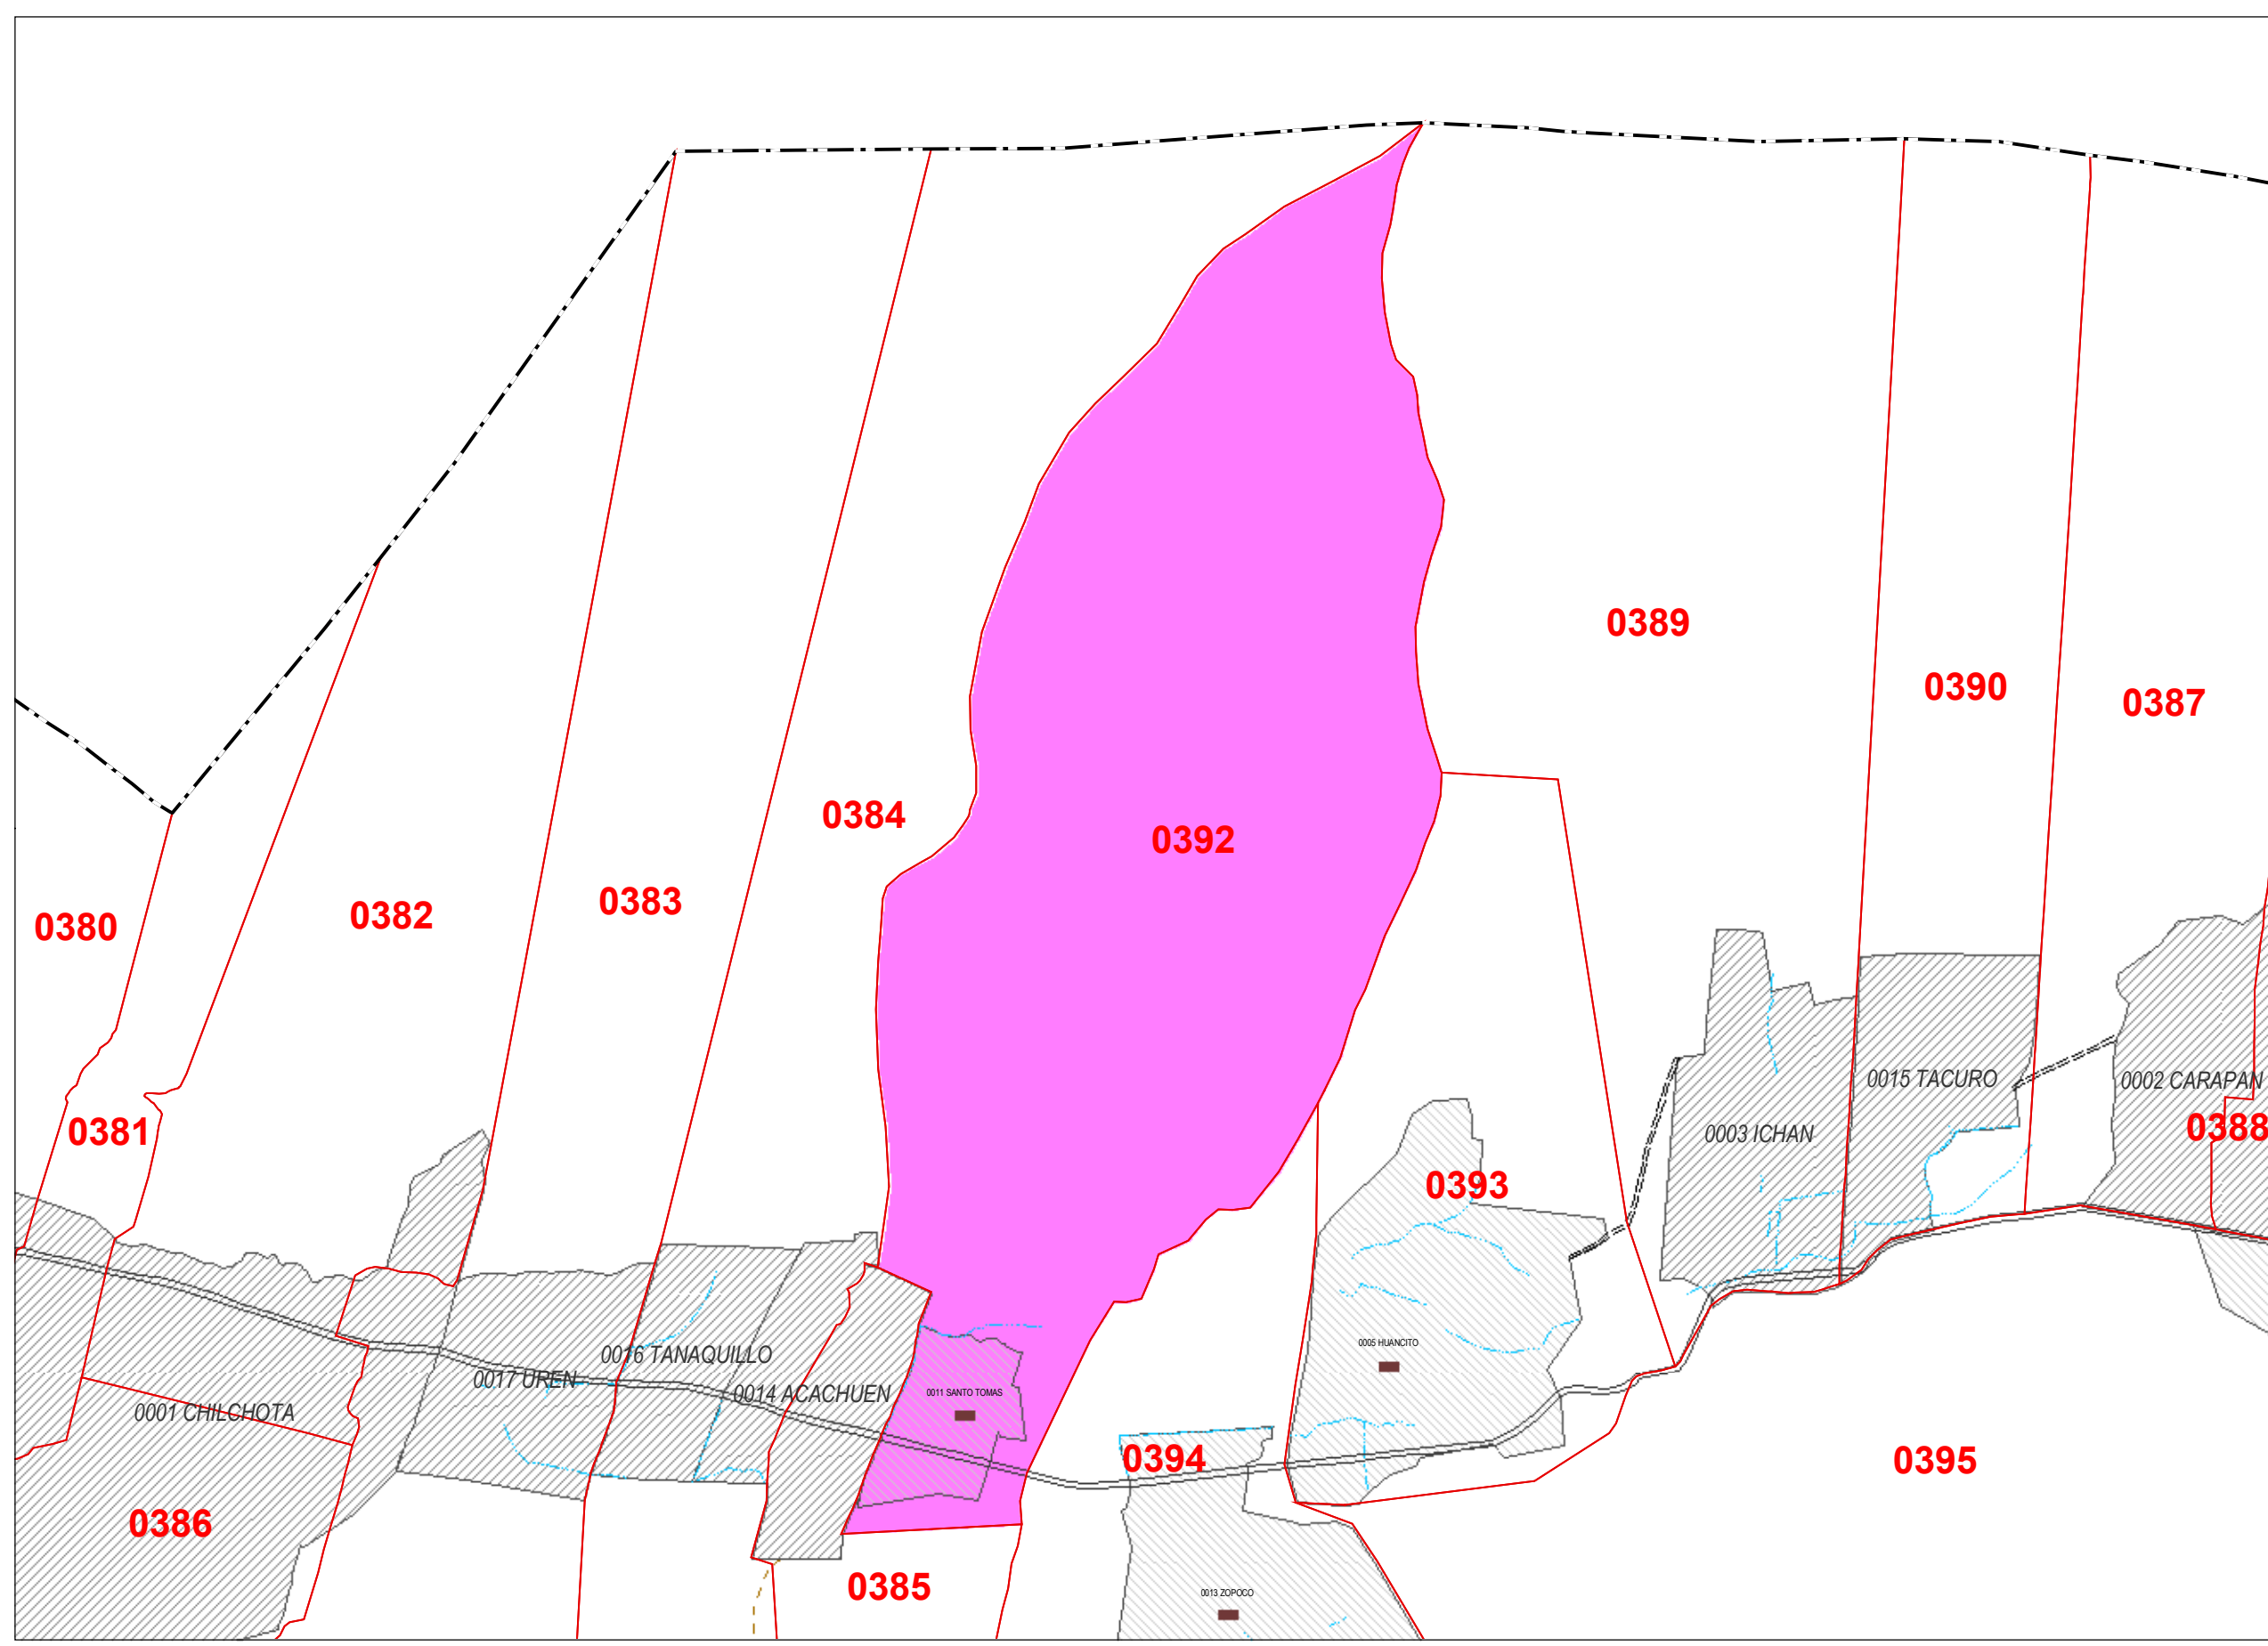 0389
0390
0387
0384
0392
0383
0382
0380
0015 TACURO
0002 CARAPAN
0381
0388
0003 ICHAN
0393
0005 HUANCITO
0016 TANAQUILLO
0017 UREN
0014 ACACHUEN
0011 SANTO TOMAS
0001 CHILCHOTA
0394
0395
0386
0385
0013 ZOPOCO